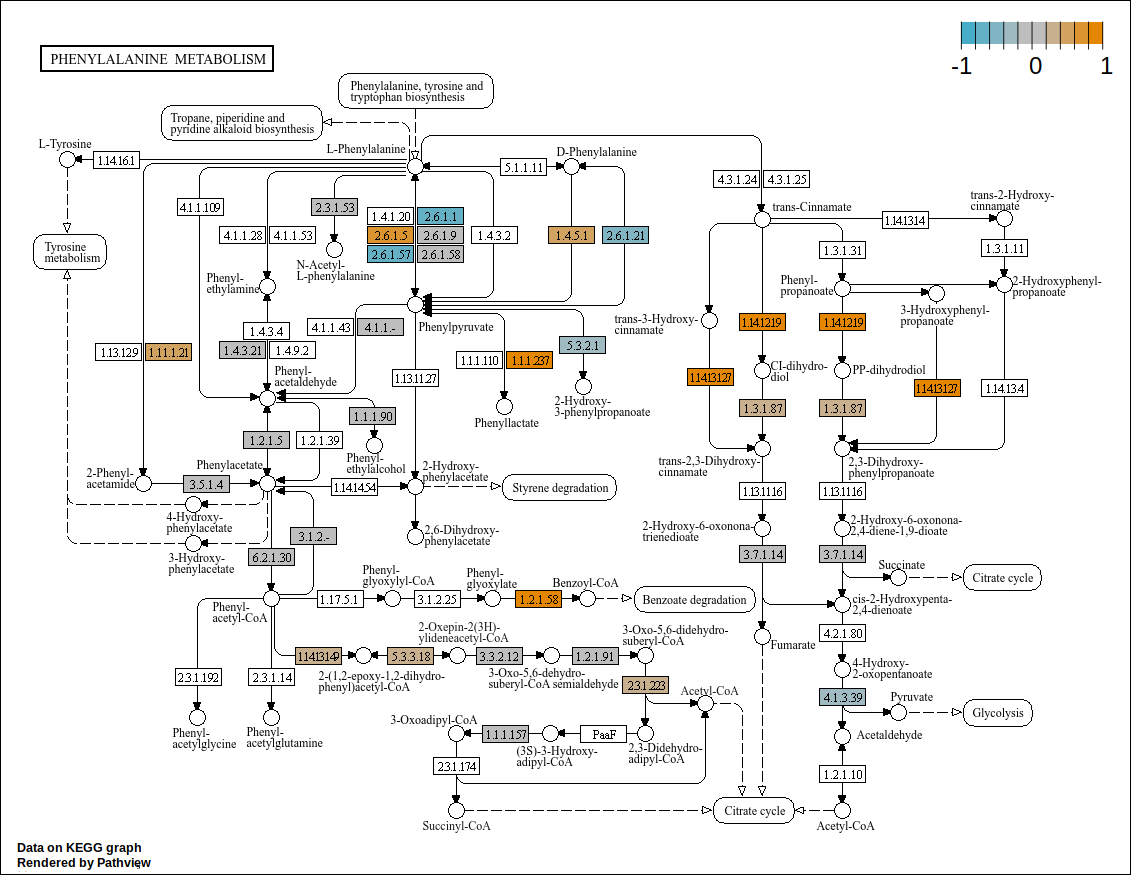 PHENYLALANINE METABOLISM
-1
0
1
Phenylalanine, tyrosine and
tryptophan biosynthesis
Tropane, piperidine and
pyridine alkaloid biosynthesis
L-Tyrosine
L-Phenylalanine
D-Phenylalanine
1.14.16.1
5.1.1.11
4.3.1.24
4.3.1.25
trans-2-Hydroxy-
cinnamate
4.1.1.109
2.3.1.53
1.4.1.20
2.6.1.1
trans-Cinnamate
1.14.13.14
4.1.1.28
4.1.1.53
2.6.1.5
2.6.1.9
1.4.3.2
1.4.5.1
2.6.1.21
Tyrosine
metabolism
2.6.1.57
2.6.1.58
1.3.1.31
1.3.1.11
N-Acetyl-
L-phenylalanine
Phenyl-
ethylamine
Phenyl-
propanoate
2-Hydroxyphenyl-
propanoate
3-Hydroxyphenyl-
propanoate
trans-3-Hydroxy-
cinnamate
1.14.12.19
1.14.12.19
4.1.1.43
4.1.1.-
Phenylpyruvate
1.4.3.4
1.13.12.9
1.11.1.21
1.4.3.21
1.4.9.2
5.3.2.1
1.1.1.110
1.1.1.237
Phenyl-
acetaldehyde
1.13.11.27
CI-dihydro-
diol
PP-dihydrodiol
1.14.13.127
1.14.13.127
1.14.13.4
2-Hydroxy-
3-phenylpropanoate
Phenyllactate
1.3.1.87
1.3.1.87
1.1.1.90
1.2.1.5
1.2.1.39
Phenyl-
ethylalcohol
trans-2,3-Dihydroxy-
cinnamate
2,3-Dihydroxy-
phenylpropanoate
Phenylacetate
2-Phenyl-
acetamide
3.5.1.4
1.14.14.54
2-Hydroxy-
phenylacetate
Styrene degradation
1.13.11.16
1.13.11.16
4-Hydroxy-
phenylacetate
2,6-Dihydroxy-
phenylacetate
2-Hydroxy-6-oxonona-
trienedioate
2-Hydroxy-6-oxonona-
2,4-diene-1,9-dioate
3.1.2.-
3-Hydroxy-
phenylacetate
6.2.1.30
3.7.1.14
3.7.1.14
Succinate
Citrate cycle
Phenyl-
glyoxylyl-CoA
Phenyl-
glyoxylate
Benzoyl-CoA
1.17.5.1
3.1.2.25
1.2.1.58
Benzoate degradation
Phenyl-
acetyl-CoA
cis-2-Hydroxypenta-
2,4-dienoate
4.2.1.80
Fumarate
2-Oxepin-2(3H)-
ylideneacetyl-CoA
3-Oxo-5,6-didehydro-
suberyl-CoA
1.14.13.149
5.3.3.18
3.3.2.12
1.2.1.91
4-Hydroxy-
2-oxopentanoate
2.3.1.192
2.3.1.14
2-(1,2-epoxy-1,2-dihydro-
phenyl)acetyl-CoA
3-Oxo-5,6-dehydro-
suberyl-CoA semialdehyde
2.3.1.223
Acetyl-CoA
4.1.3.39
Pyruvate
Glycolysis
3-Oxoadipyl-CoA
Phenyl-
acetylglycine
Phenyl-
acetylglutamine
1.1.1.157
PaaF
Acetaldehyde
(3S)-3-Hydroxy-
adipyl-CoA
2,3-Didehydro-
adipyl-CoA
2.3.1.174
1.2.1.10
Citrate cycle
Succinyl-CoA
Acetyl-CoA
Data on KEGG graph
Rendered by Pathview